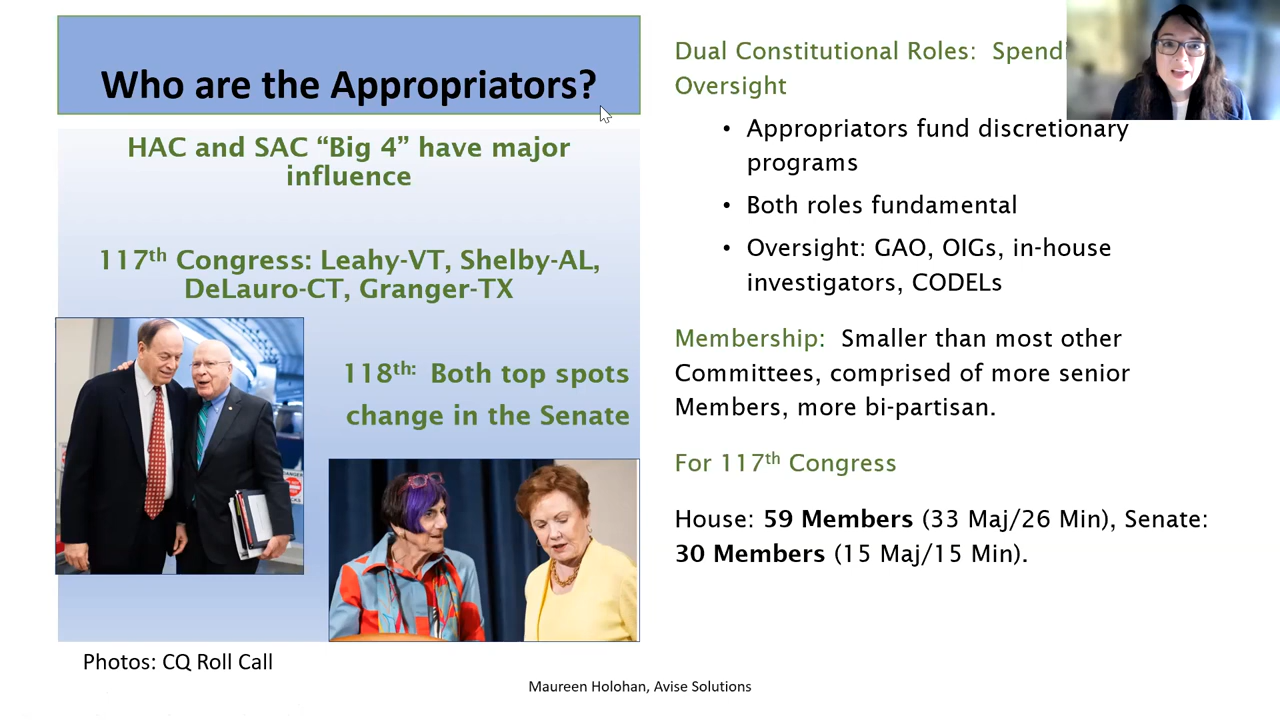 Who are the Appropriators?
HAC and SAC “Big 4” have major
influence
117th Congress: Leahy-VT, Shelby-AL,
DeLauro-CT, Granger-TX
118th: Both top spots
change in the Senate
DANGER
Photos: CQ Roll Call
Dual Constitutional Roles:
Oversight
• Appropriators fund discretionary
programs
• Both roles fundamental
• Oversight: GAO, OIGs, in-house
investigators, CODELs
Membership: Smaller than most other
Committees, comprised of more senior
Members, more bi-partisan.
For 117th Congress
House: 59 Members (33 Maj/26 Min), Senate:
30 Members (15 Maj/15 Min).
Maureen Holohan, Avise Solutions